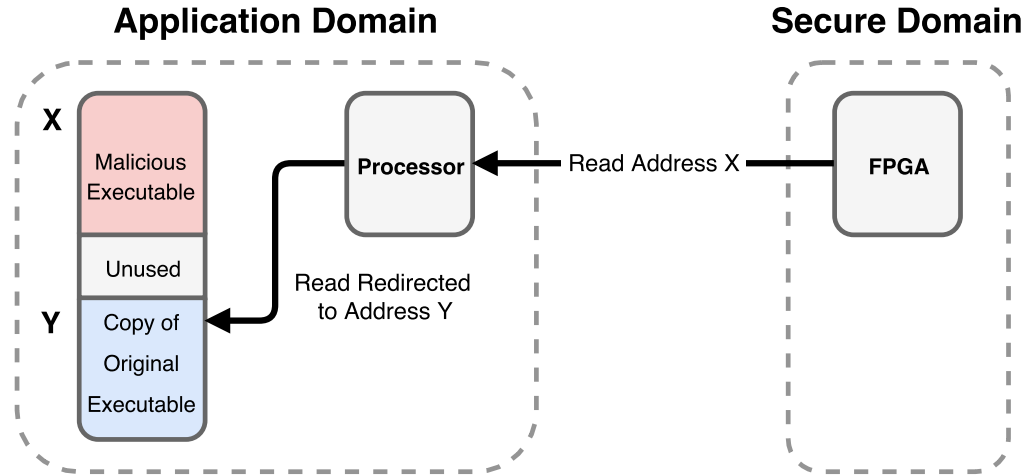 Application Domain
Secure Domain
X
Malicious
Executable
Unused
Y
Copy of
Original
Executable
Processor
Read Redirected
to Address Y
Read Address X
FPGA